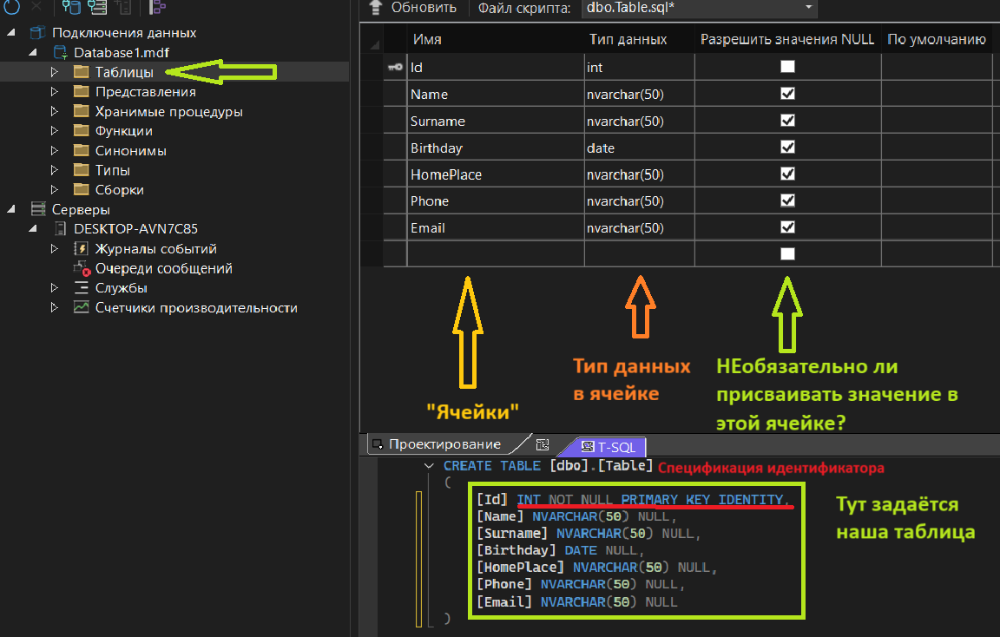 Обновить Файл скрипта: dbo.Table.sql*
Подключения данных
Database1.mdf
Таблицы
Представления
Хранимые процедуры
Функции
Синонимы
Типы
Сборки
Серверы
DESKTOP-AVN7C85
Журналы событий
Очереди сообщений
Службы
Счетчики производительности
Имя Тип данных Разрешить значения NULL По умолчанию
Id int
Name nvarchar(50)
Surname nvarchar(50)
Birthday date
HomePlace nvarchar(50)
Phone nvarchar(50)
Email nvarchar(50)
"Ячейки"
Тип данных
в ячейке
НЕобязательно ли
присваивать значение в
этой ячейке?
Проектирование T-SQL
CREATE TABLE [dbo].[Table] Спецификация идентификатора
(
[Id] INT NOT NULL PRIMARY KEY IDENTITY,
[Name] NVARCHAR(50) NULL,
[Surname] NVARCHAR(50) NULL,
[Birthday] DATE NULL,
[HomePlace] NVARCHAR(50) NULL,
[Phone] NVARCHAR(50) NULL,
[Email] NVARCHAR(50) NULL
)
Тут задаётся
наша таблица